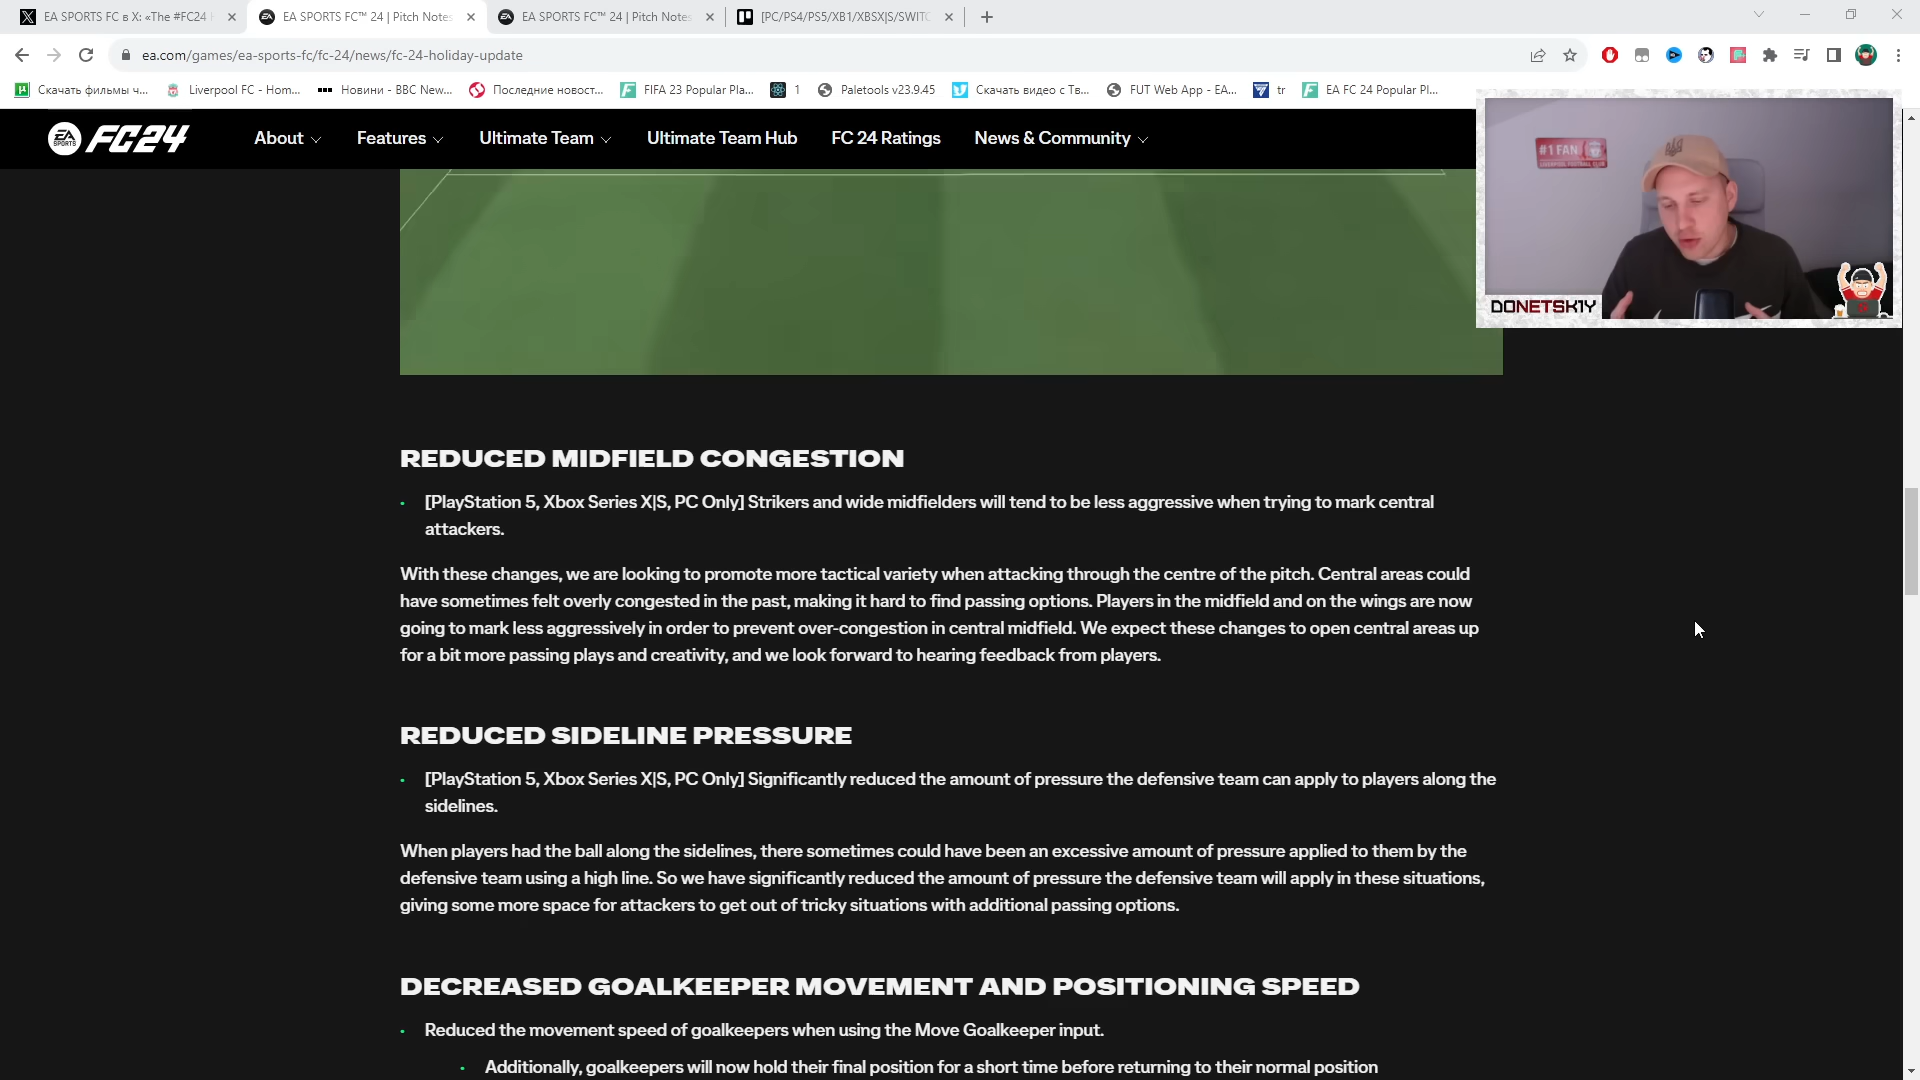 EA SPORTS FC в X: «The #FC24
EA SPORTS FC™ 24 | Pitch Notes
EA SPORTS FC™ 24 | Pitch Notes
[PC/PS4/PS5/XB1/XBSX|S/SWITC
ea.com/games/ea-sports-fc/fc-24/news/fc-24-holiday-update
Скачать фильмы ч...
Liverpool FC - Hom...
Новини - BBC New...
Последние новост...
FIFA 23 Popular Pla...
1
Paletools v23.9.45
Скачать видео с Тв...
FUT Web App - EA...
tr
EA FC 24 Popular Pl...
EA SPORTS FC24
About
Features
Ultimate Team
Ultimate Team Hub
FC 24 Ratings
News & Community
#1 FAN
LIVERPOOL FOOTBALL CLUB
DONETSK1Y
REDUCED MIDFIELD CONGESTION
• [PlayStation 5, Xbox Series X|S, PC Only] Strikers and wide midfielders will tend to be less aggressive when trying to mark central
attackers.
With these changes, we are looking to promote more tactical variety when attacking through the centre of the pitch. Central areas could
have sometimes felt overly congested in the past, making it hard to find passing options. Players in the midfield and on the wings are now
going to mark less aggressively in order to prevent over-congestion in central midfield. We expect these changes to open central areas up
for a bit more passing plays and creativity, and we look forward to hearing feedback from players.
REDUCED SIDELINE PRESSURE
• [PlayStation 5, Xbox Series X|S, PC Only] Significantly reduced the amount of pressure the defensive team can apply to players along the
sidelines.
When players had the ball along the sidelines, there sometimes could have been an excessive amount of pressure applied to them by the
defensive team using a high line. So we have significantly reduced the amount of pressure the defensive team will apply in these situations,
giving some more space for attackers to get out of tricky situations with additional passing options.
DECREASED GOALKEEPER MOVEMENT AND POSITIONING SPEED
• Reduced the movement speed of goalkeepers when using the Move Goalkeeper input.
• Additionally, goalkeepers will now hold their final position for a short time before returning to their normal position